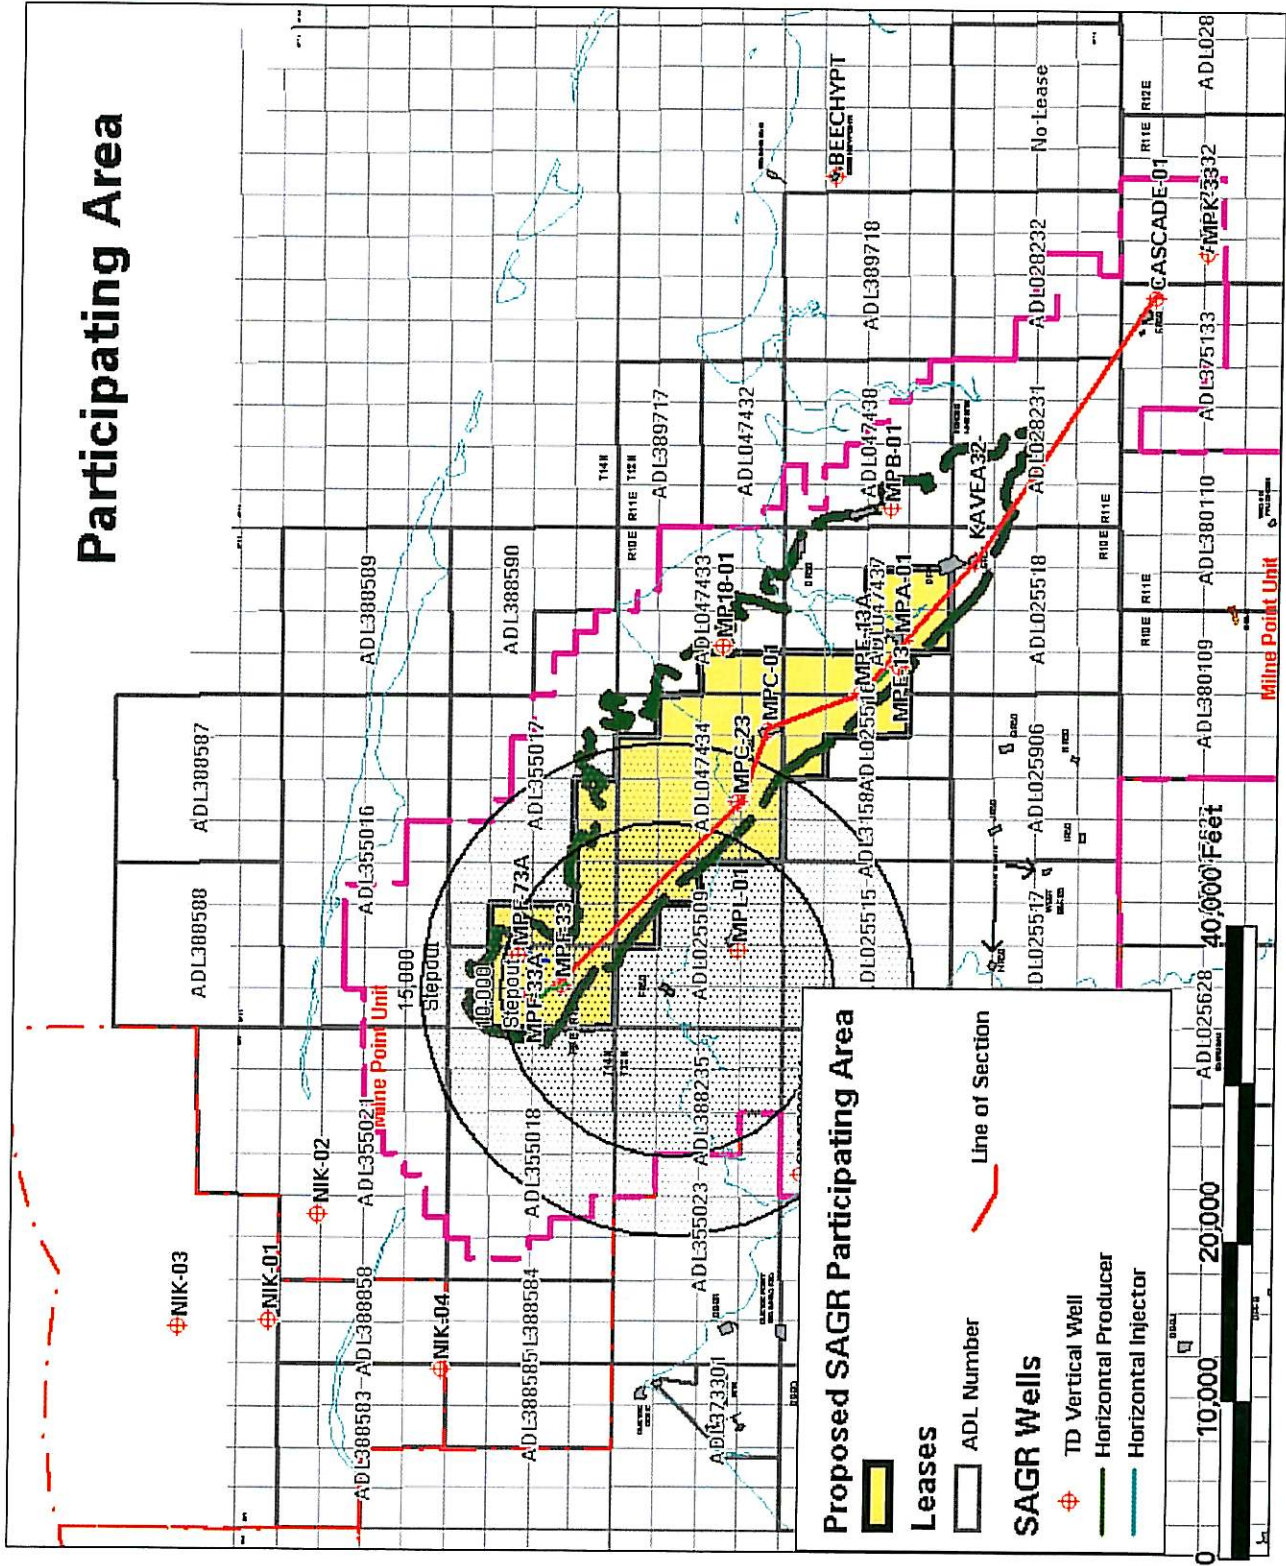 Participating Area
ADL388587
ADL388588
ADL388589
ADL388590
ADL355016
ADL355017
15,000
Stepout
10,000
Stepout
Milne Point Unit
ADL355021
ADL355018
NIK-03
NIK-02
NIK-01
NIK-04
ADL388583
ADL388858
ADL388585
ADL388584
MPF-73A
MPF-33A
MPF-33
T14N
T13N
R10E
R11E
ADL389717
ADL047432
ADL047433
ADL047434
MP18-01
MPC-23
MPC-01
MPL-01
ADL025509
ADL388235
ADL355023
ADL373301
BEECHYPT
ADL389718
ADL047438
MPB-01
MPE-13A
ADL047437
MPA-01
MPE-13
KAVEA32-
ADL025515
No Lease
ADL028232
ADL028231
ADL025518
ADL025906
ADL025517
R10E
R11E
R11E
R12E
CASCADE-01
MPK-33
ADL028
ADL375133
ADL380110
ADL380109
Milne Point Unit
ADL025628
Proposed SAGR Participating Area
Leases
ADL Number
Line of Section
SAGR Wells
TD Vertical Well
Horizontal Producer
Horizontal Injector
0 10,000 20,000 40,000 Feet